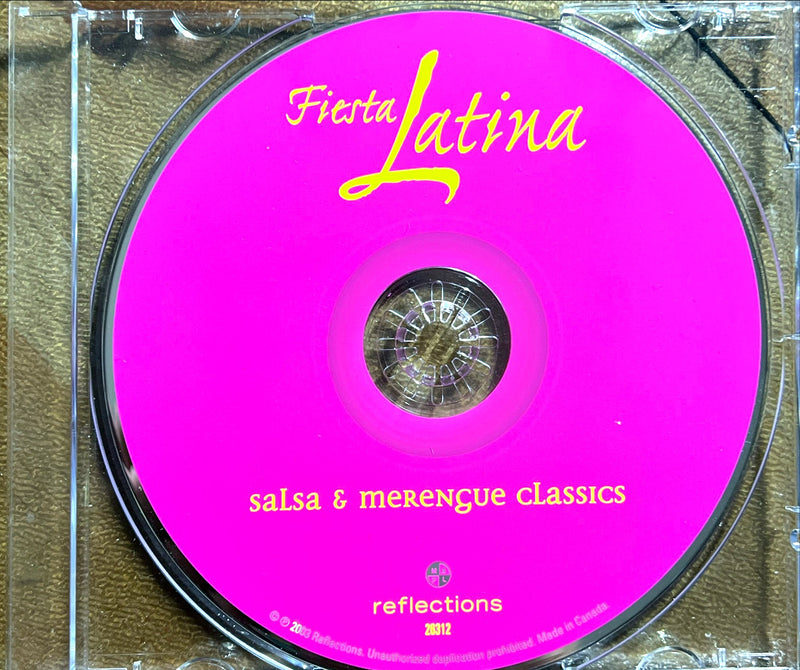 Fiesta Latina
salsa & merengue classics
reflections
20312
© ℗ 2003 Reflections. Unauthorized duplication prohibited. Made in Canada.